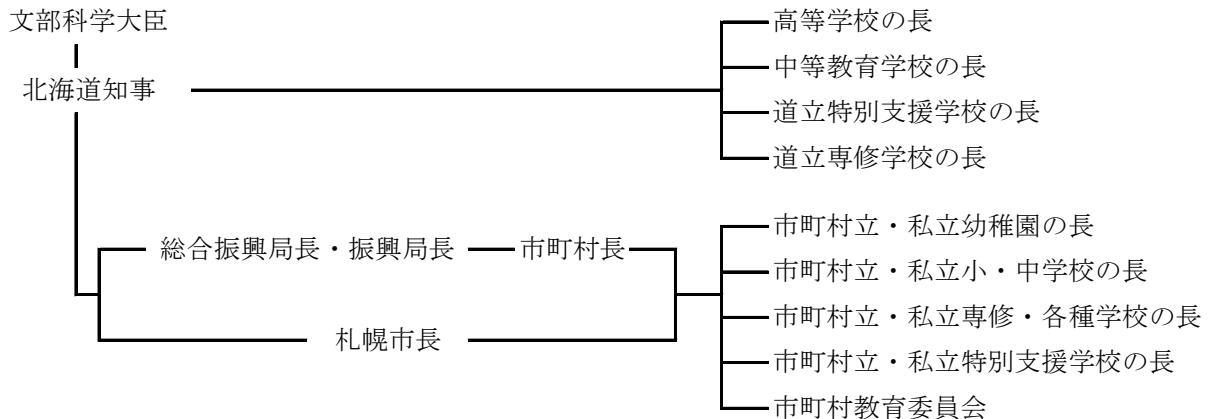 文部科学大臣
北海道知事
高等学校の長
中等教育学校の長
道立特別支援学校の長
道立専修学校の長
総合振興局長・振興局長
市町村長
札幌市長
市町村立・私立幼稚園の長
市町村立・私立小・中学校の長
市町村立・私立専修・各種学校の長
市町村立・私立特別支援学校の長
市町村教育委員会